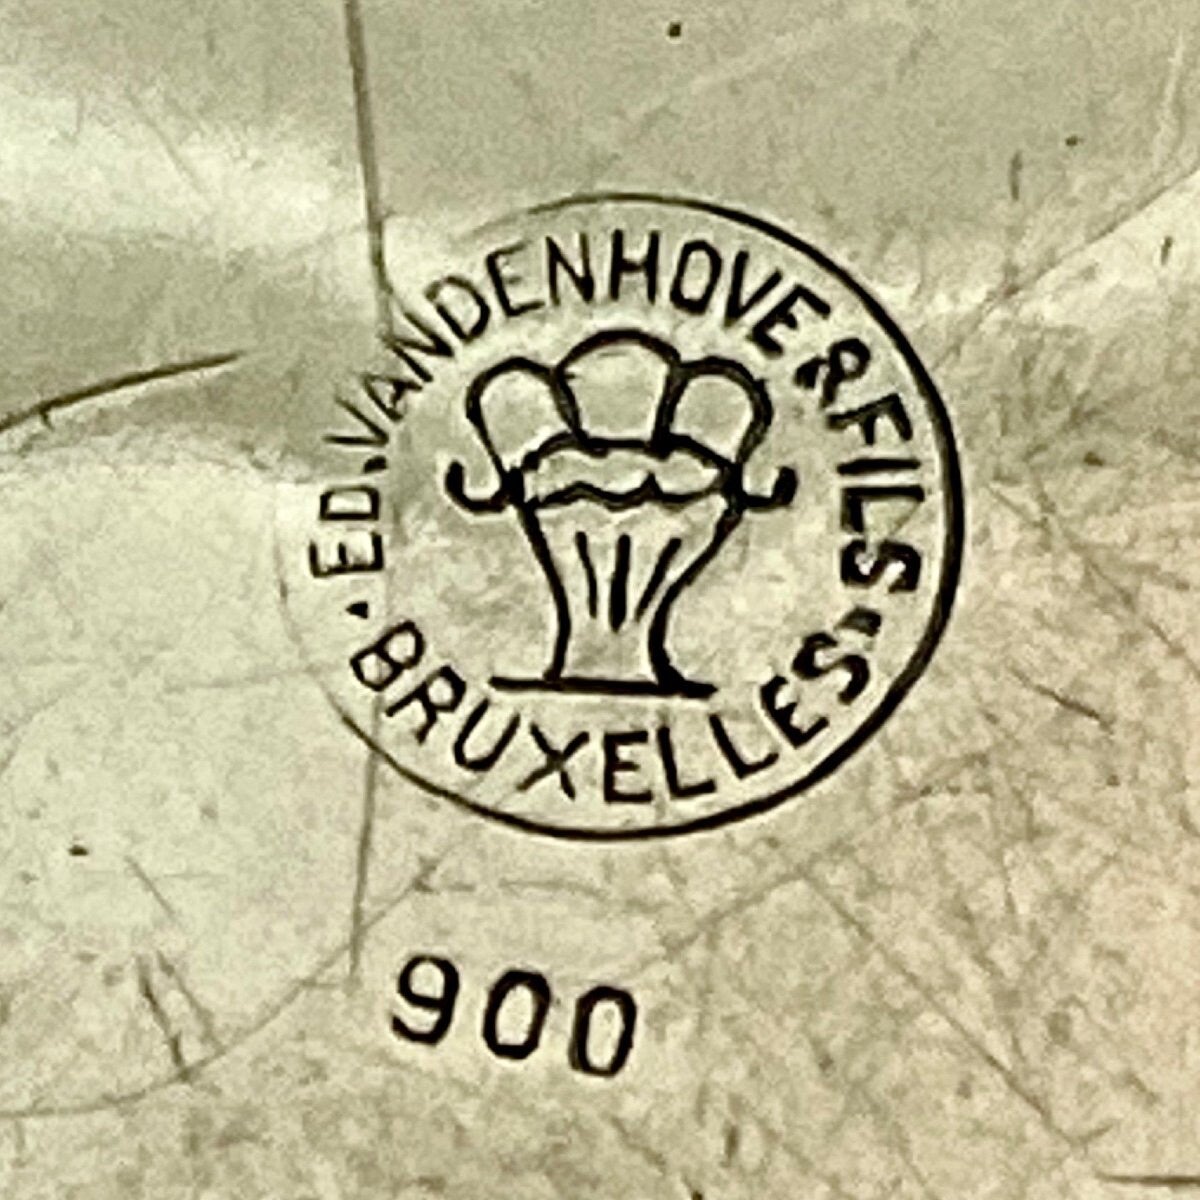 ED.VANDENHOVE & FILS
BRUXELLES
900